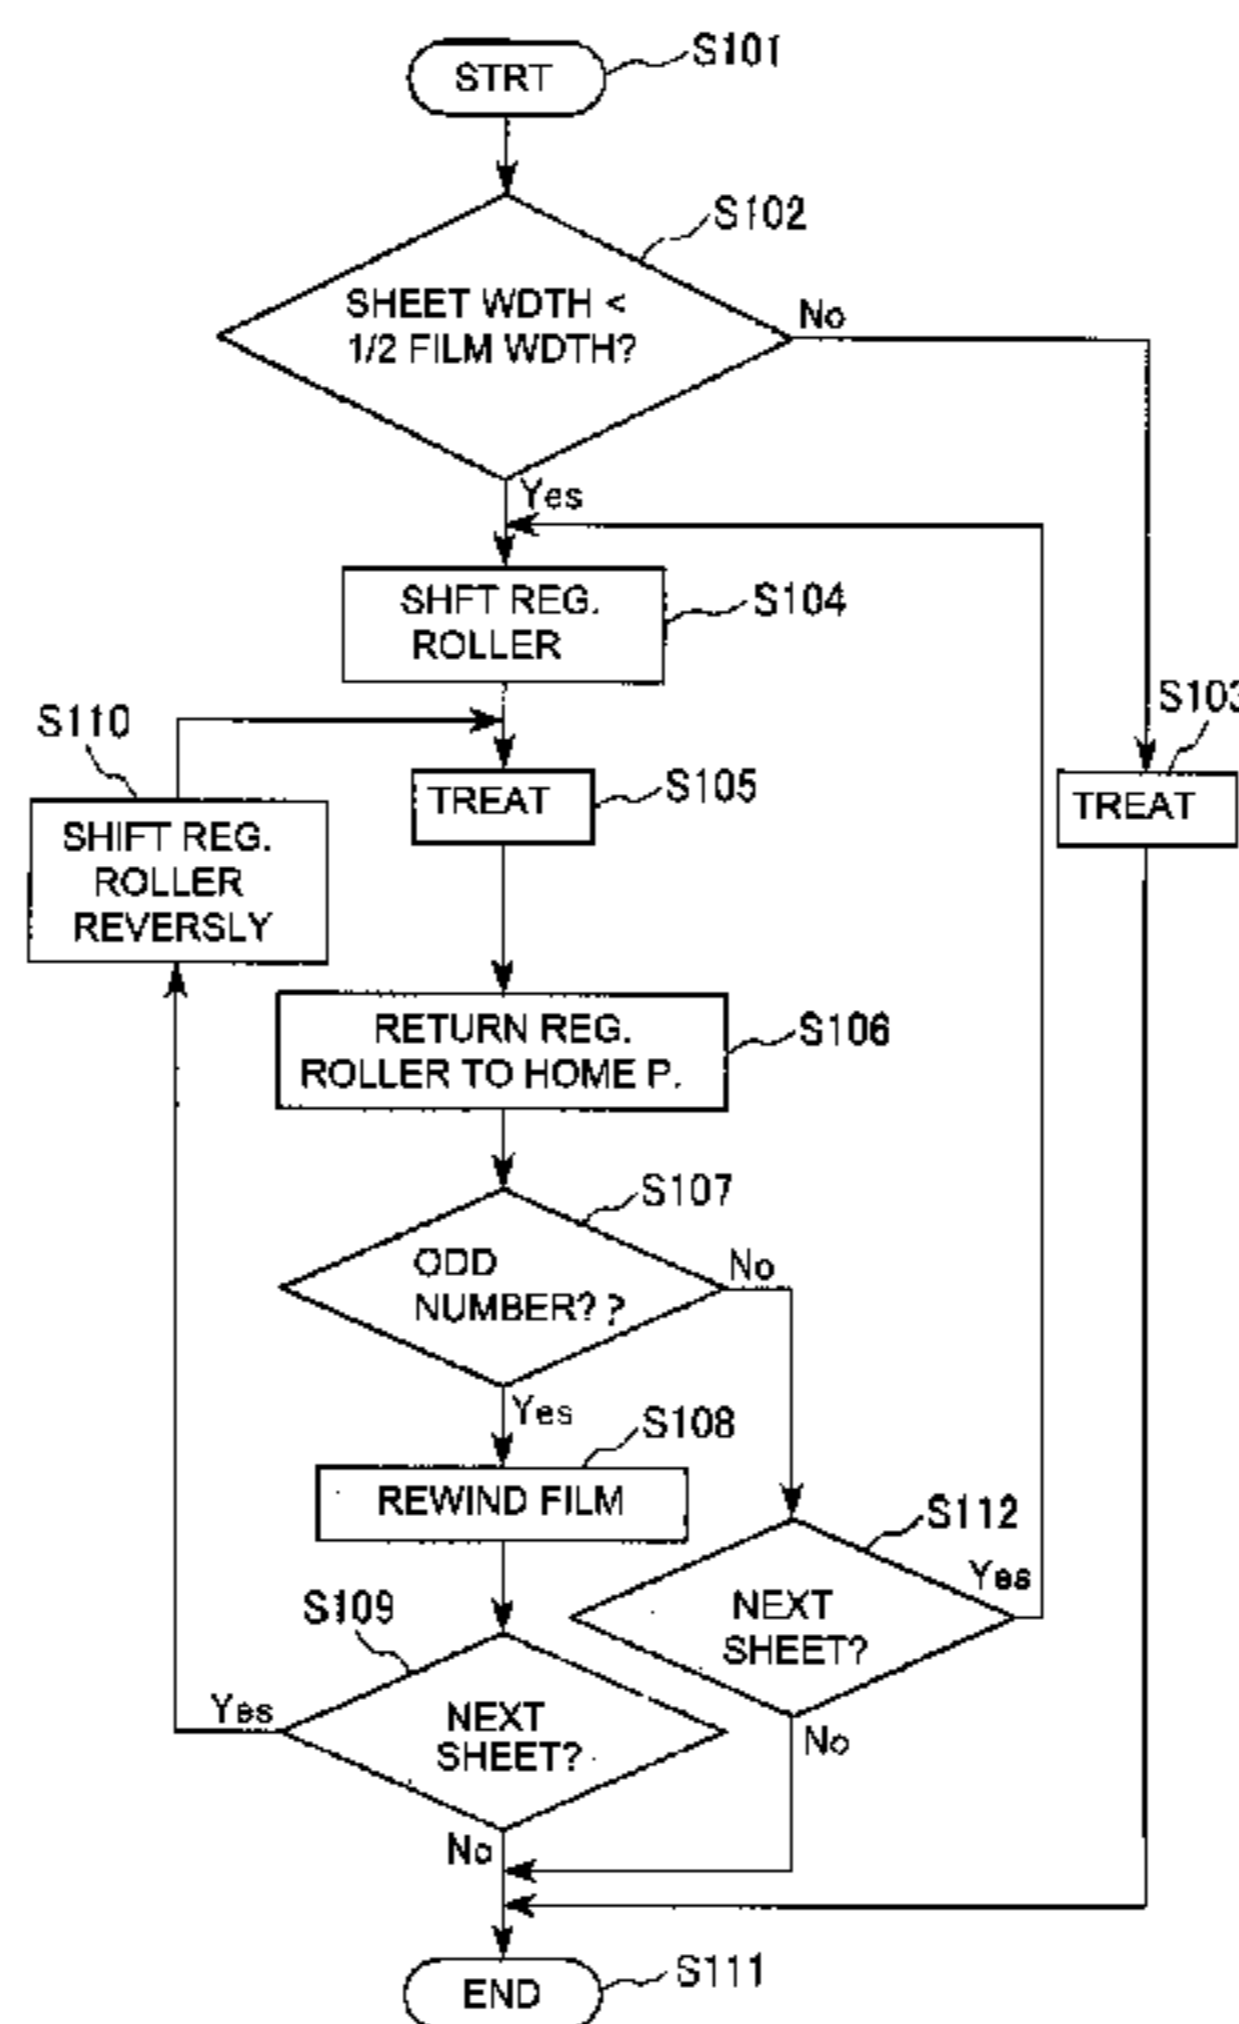 STRT
S101
S102
SHEET WDTH <
1/2 FILM WDTH?
No
Yes
SHFT REG.
ROLLER
S104
S103
TREAT
S110
SHIFT REG.
ROLLER
REVERSLY
TREAT
S105
RETURN REG.
ROLLER TO HOME P.
S106
S107
ODD
NUMBER??
No
Yes
S108
REWIND FILM
S112
NEXT
SHEET?
Yes
No
S109
NEXT
SHEET?
Yes
No
END
S111